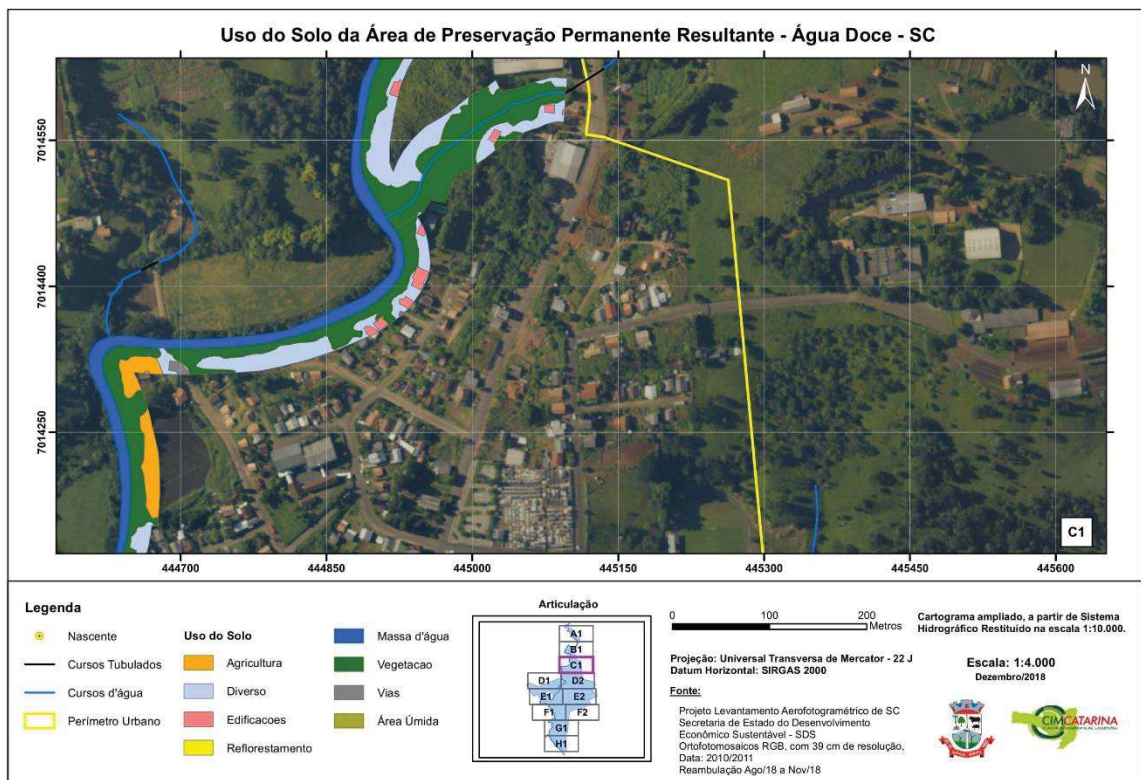 Uso do Solo da Área de Preservação Permanente Resultante - Água Doce - SC
N
7014550
7014400
7014250
C1
444700
444850
445000
445150
445300
445450
445600
Legenda
Nascente
Cursos Tubulados
Cursos d'água
Perímetro Urbano
Uso do Solo
Agricultura
Diverso
Edificacoes
Reflorestamento
Massa d'água
Vegetacao
Vias
Área Úmida
Articulação
A1
B1
C1
D1 D2
E1 E2
F1 F2
G1
H1
0 100 200
Metros
Projeção: Universal Transversa de Mercator - 22 J
Datum Horizontal: SIRGAS 2000
Fonte:
Projeto Levantamento Aerofotogramétrico de SC
Secretaria de Estado do Desenvolvimento
Econômico Sustentável - SDS
Ortofotomosaicos RGB, com 39 cm de resolução,
Data: 2010/2011
Reambulação Ago/18 a Nov/18
Cartograma ampliado, a partir de Sistema
Hidrográfico Restituído na escala 1:10.000.
Escala: 1:4.000
Dezembro/2018
CIMCATARINA